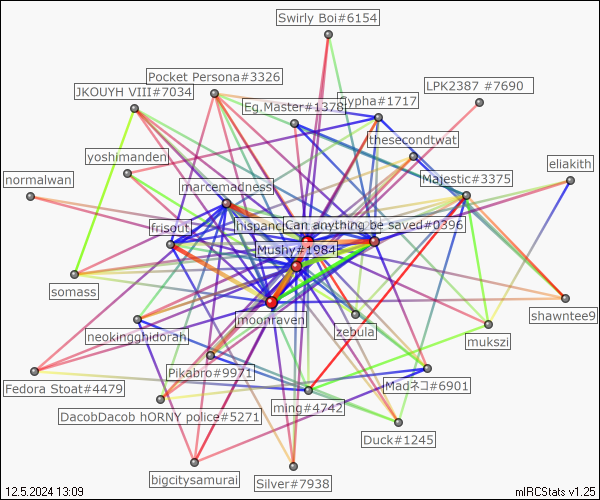 Swirly Boi#6154
Pocket Persona#3326
LPK2387 #7690
JKOUYH VIII#7034
Eg.Master#1378
Cypha#1717
thesecondtwat
yoshimanden
eliakith
normalwan
marcemadness
Majestic#3375
frisout
hispanc
Can anything be saved#0396
Mushy#1984
somass
moonraven
shawntee9
neokingghidorah
zebula
mukszi
Pikabro#9971
Fedora Stoat#4479
Madネコ#6901
DacobDacob hORNY police#5271
ming#4742
Duck#1245
bigcitysamurai
Silver#7938
12.5.2024 13:09
mIRCStats v1.25